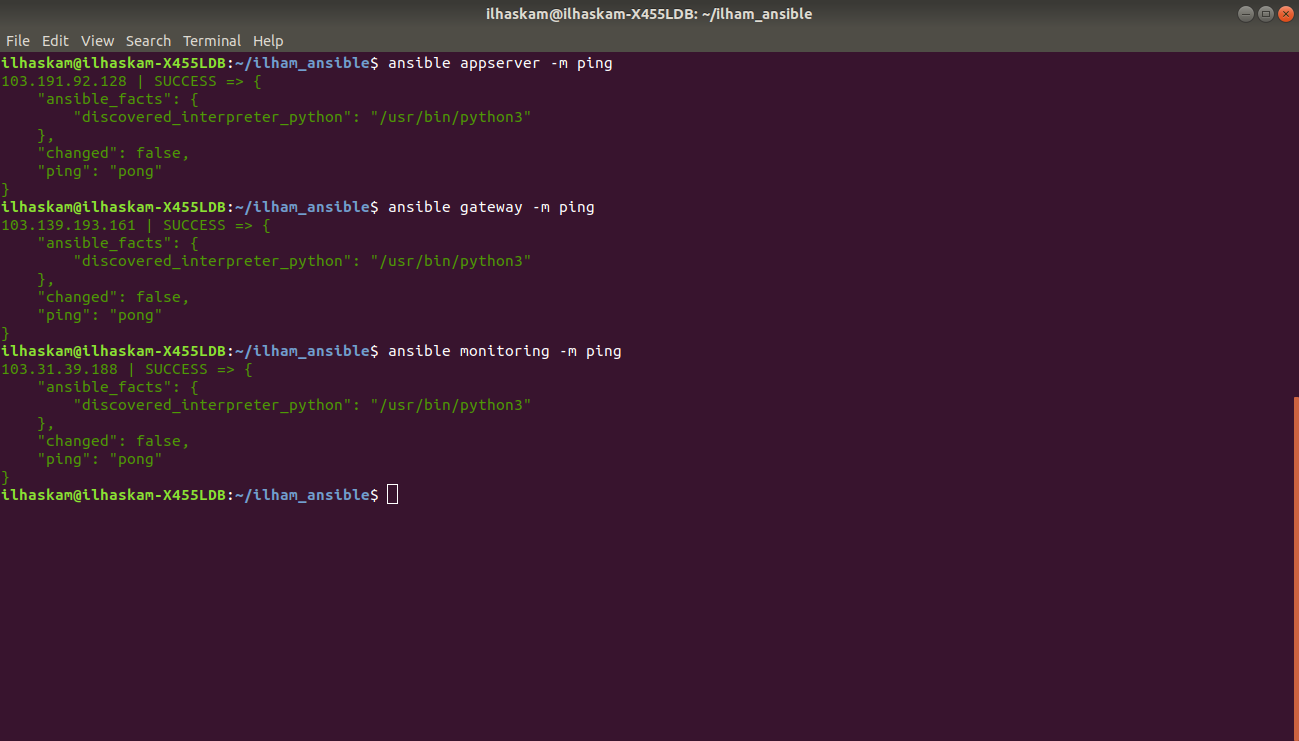 ilhaskam@ilhaskam-X455LDB: ~/ilham_ansible
File Edit View Search Terminal Help
ilhaskam@ilhaskam-X455LDB:~/ilham_ansible$ ansible appserver -m ping
103.191.92.128 | SUCCESS => {
    "ansible_facts": {
        "discovered_interpreter_python": "/usr/bin/python3"
    },
    "changed": false,
    "ping": "pong"
}
ilhaskam@ilhaskam-X455LDB:~/ilham_ansible$ ansible gateway -m ping
103.139.193.161 | SUCCESS => {
    "ansible_facts": {
        "discovered_interpreter_python": "/usr/bin/python3"
    },
    "changed": false,
    "ping": "pong"
}
ilhaskam@ilhaskam-X455LDB:~/ilham_ansible$ ansible monitoring -m ping
103.31.39.188 | SUCCESS => {
    "ansible_facts": {
        "discovered_interpreter_python": "/usr/bin/python3"
    },
    "changed": false,
    "ping": "pong"
}
ilhaskam@ilhaskam-X455LDB:~/ilham_ansible$